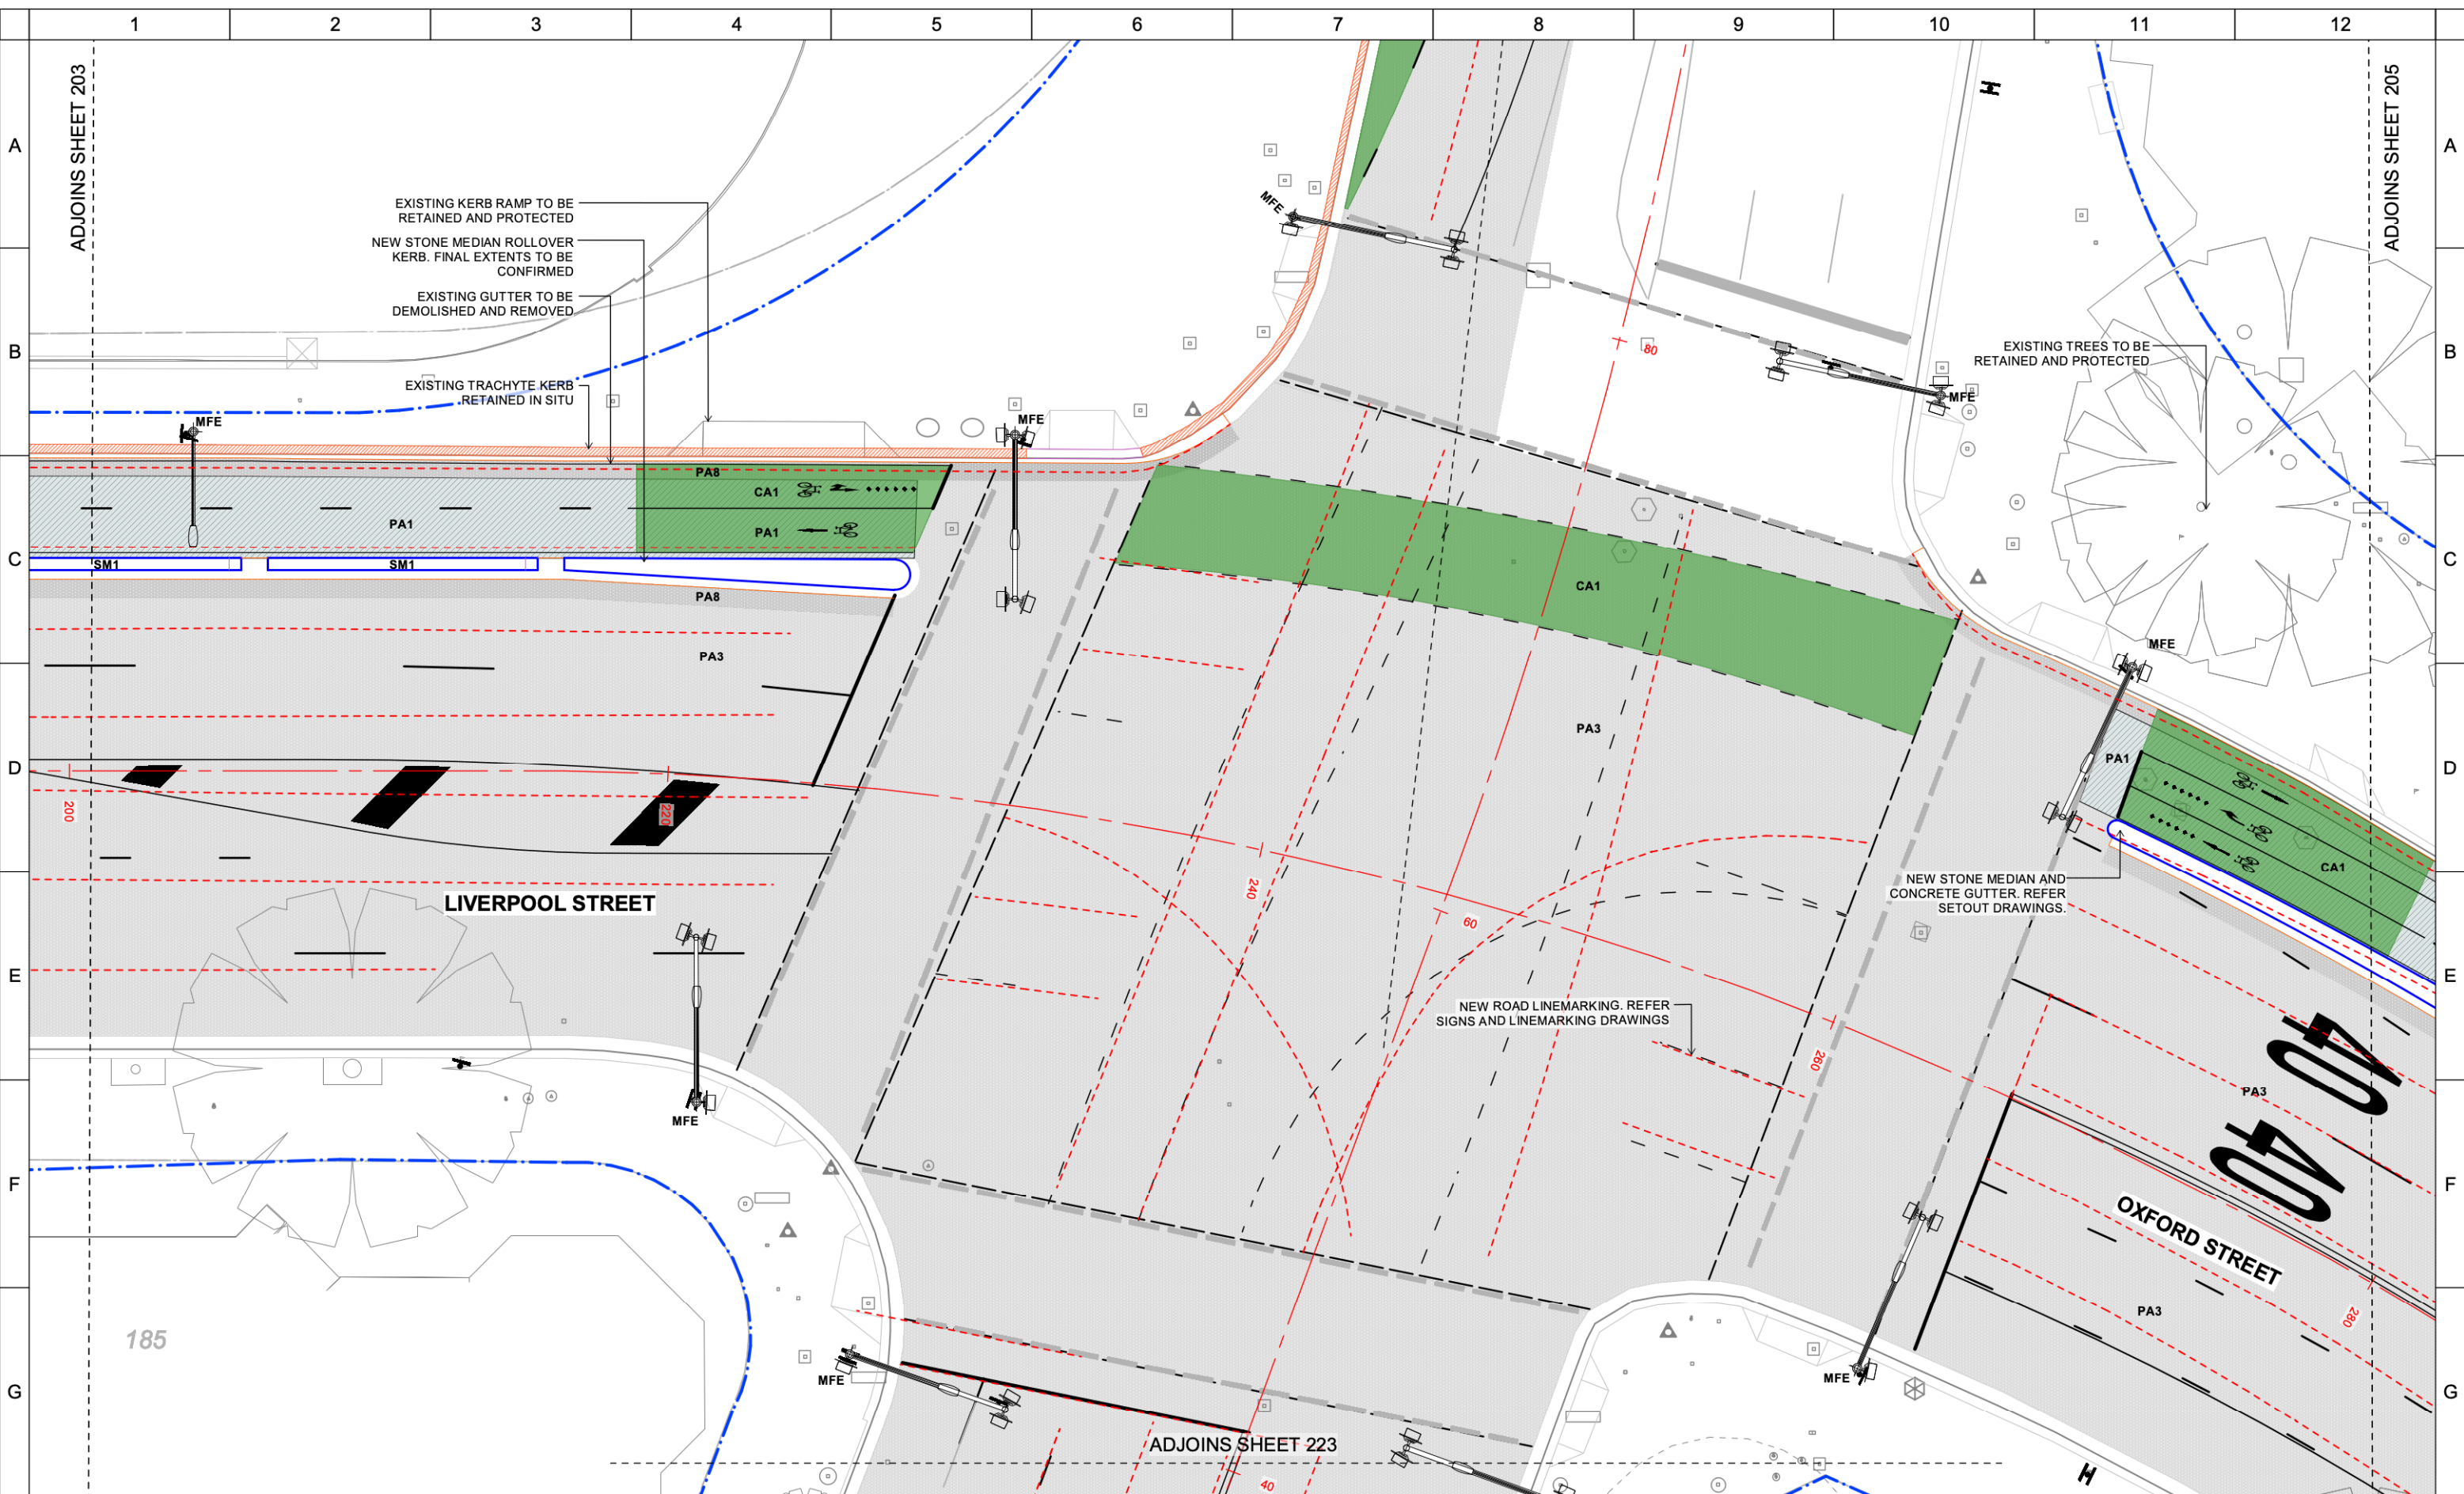 1 2 3 4 5 6 7 8 9 10 11 12
A
A
ADJOINS SHEET 203
ADJOINS SHEET 205
EXISTING KERB RAMP TO BE
RETAINED AND PROTECTED
NEW STONE MEDIAN ROLLOVER
KERB. FINAL EXTENTS TO BE
CONFIRMED
EXISTING GUTTER TO BE
DEMOLISHED AND REMOVED
MFE
B
B
80
EXISTING TREES TO BE
RETAINED AND PROTECTED
EXISTING TRACHYTE KERB
RETAINED IN SITU
MFE
MFE
MFE
PA8
CA1
PA1
PA1
C
C
SM1
SM1
CA1
PA8
PA3
MFE
PA3
D
D
PA1
200
220
240
CA1
NEW STONE MEDIAN AND
CONCRETE GUTTER. REFER
SETOUT DRAWINGS.
LIVERPOOL STREET
60
E
E
NEW ROAD LINEMARKING. REFER
SIGNS AND LINEMARKING DRAWINGS
260
40
PA3
MFE
40
F
F
OXFORD STREET
PA3
280
185
MFE
MFE
G
G
ADJOINS SHEET 223
40